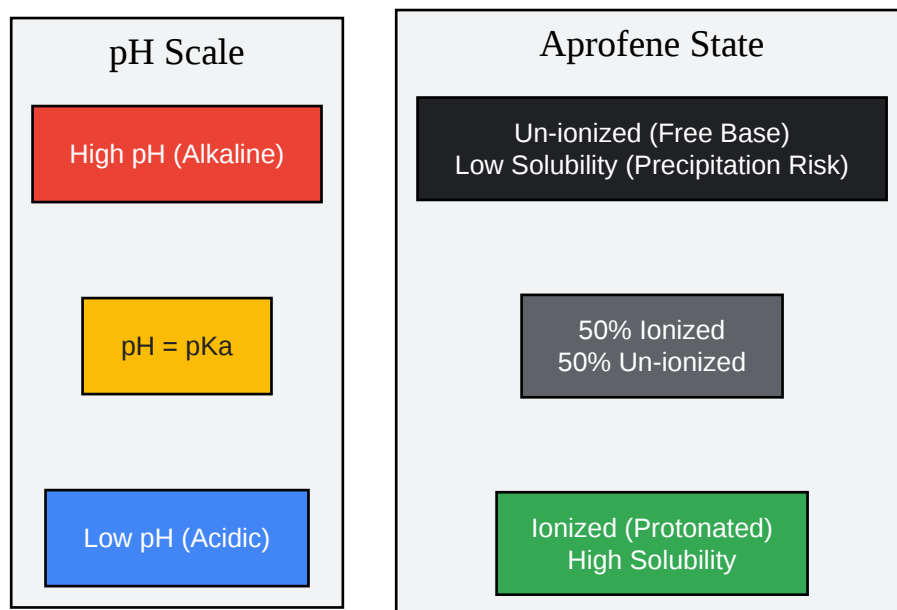 pH Scale
High pH (Alkaline)
pH = pKa
Low pH (Acidic)
Aprofene State
Un-ionized (Free Base)
Low Solubility (Precipitation Risk)
50% Ionized
50% Un-ionized
Ionized (Protonated)
High Solubility